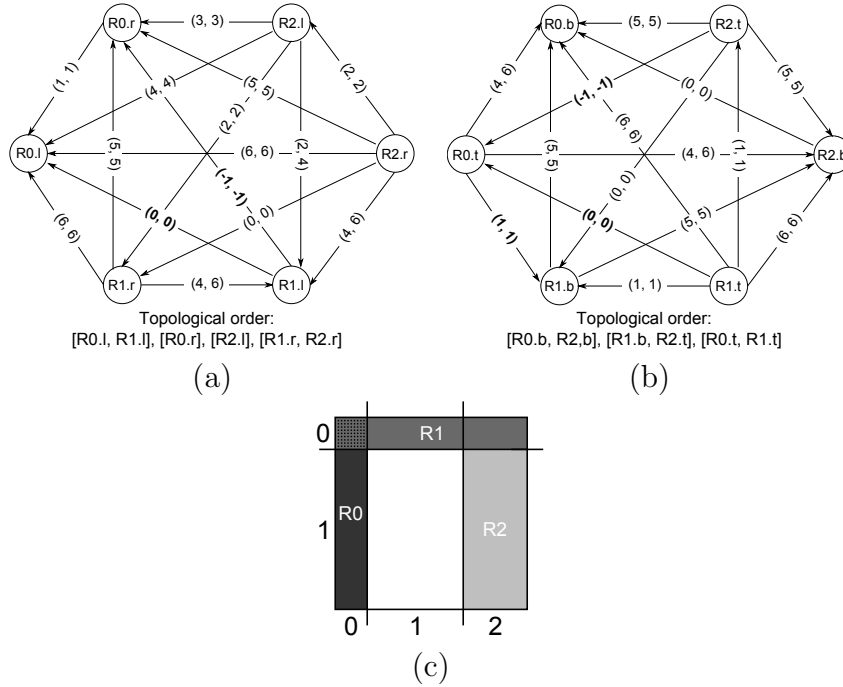 R0.r
(3, 3)
R2.l
(1, 1)
(4, 4)
(2, 2)
(5, 5)
(2, 2)
R0.l
(5, 5)
(6, 6)
(2, 4)
R2.r
(-1, -1)
(6, 6)
(0, 0)
(0, 0)
(4, 6)
R1.r
(4, 6)
R1.l
Topological order:
[R0.l, R1.l], [R0.r], [R2.l], [R1.r, R2.r]
(a)
R0.b
(5, 5)
R2.t
(4, 6)
(-1, -1)
(6, 6)
(0, 0)
(5, 5)
R0.t
(5, 5)
(4, 6)
(1, 1)
R2.b
(0, 0)
(1, 1)
(0, 0)
(5, 5)
(6, 6)
R1.b
(1, 1)
R1.t
Topological order:
[R0.b, R2,b], [R1.b, R2.t], [R0.t, R1.t]
(b)
0
R1
R0
1
R2
0
1
2
(c)